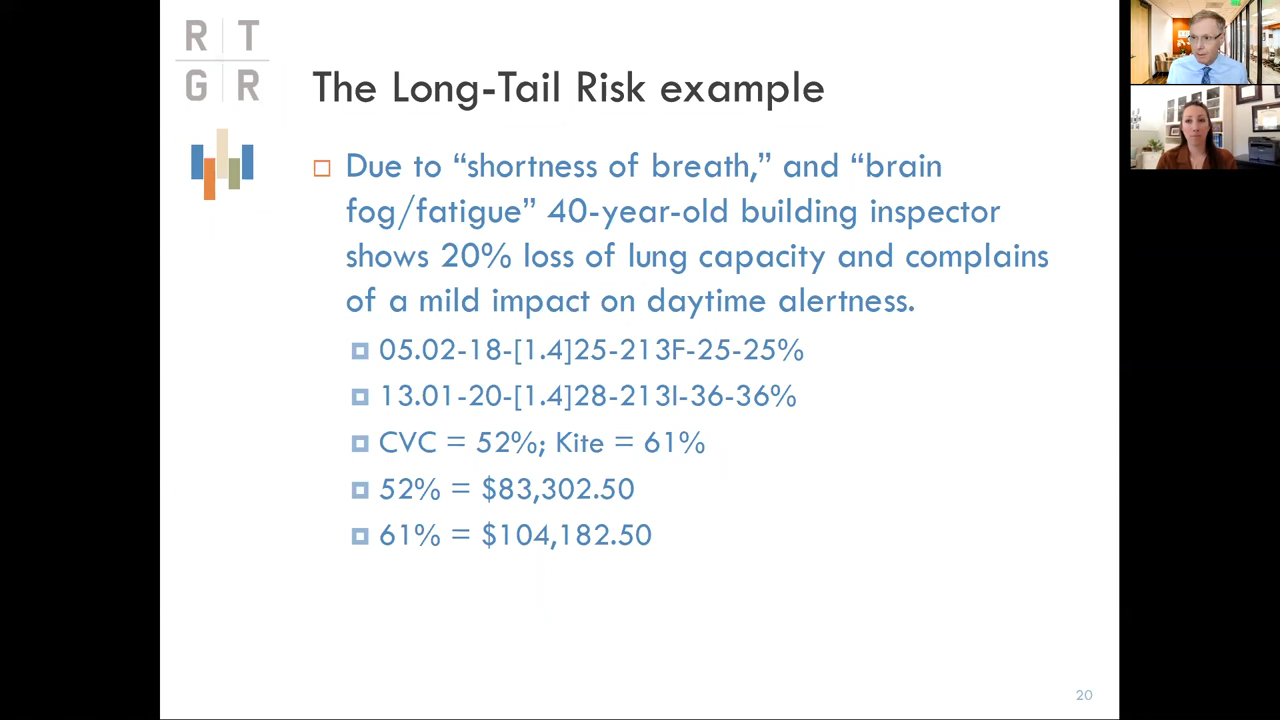 R T
G R
The Long-Tail Risk example
Due to “shortness of breath,” and “brain
fog/fatigue” 40-year-old building inspector
shows 20% loss of lung capacity and complains
of a mild impact on daytime alertness.
05.02-18-[1.4]25-213F-25-25%
13.01-20-[1.4]28-213I-36-36%
CVC = 52%; Kite = 61%
52% = $83,302.50
61% = $104,182.50
20